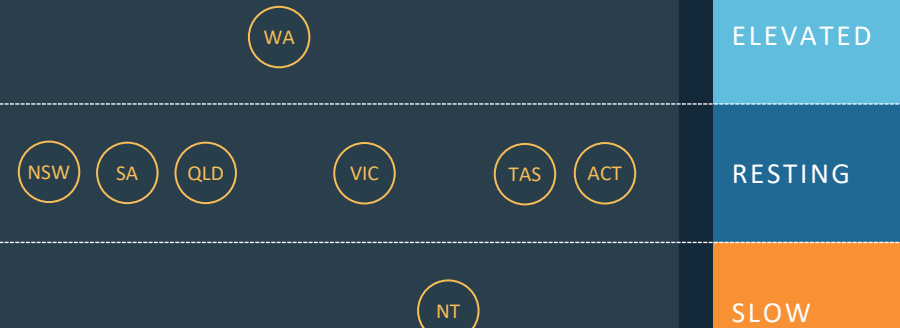 WA
ELEVATED
NSW SA QLD VIC TAS ACT
RESTING
NT
SLOW